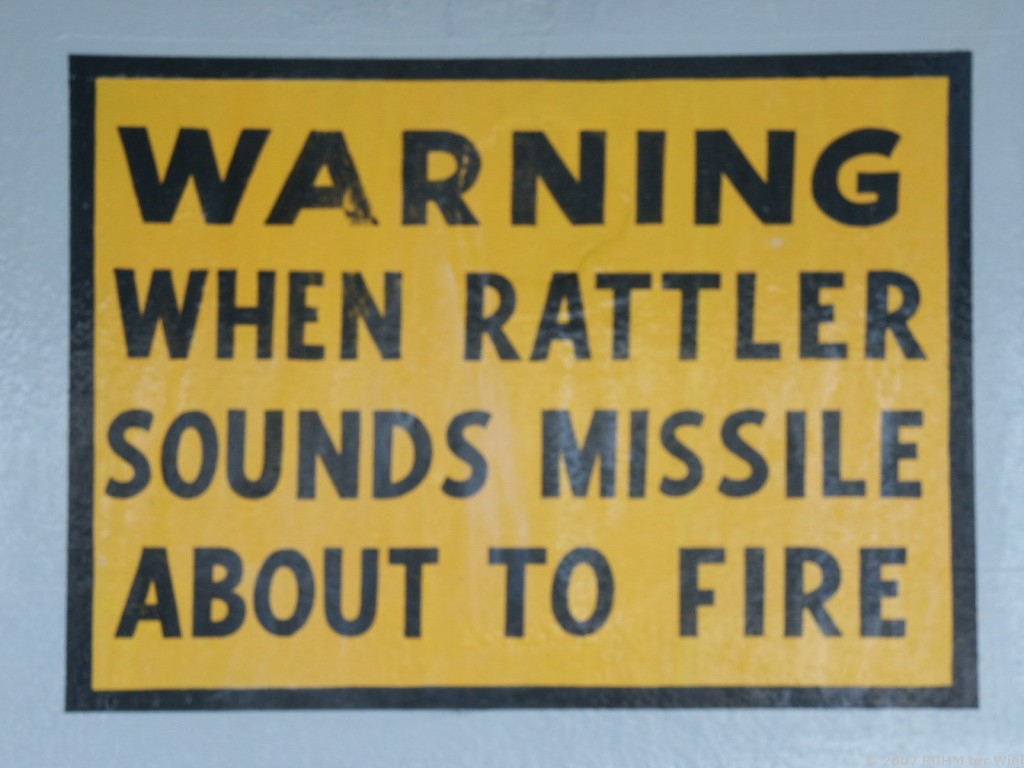 WARNING
WHEN RATTLER
SOUNDS MISSILE
ABOUT TO FIRE